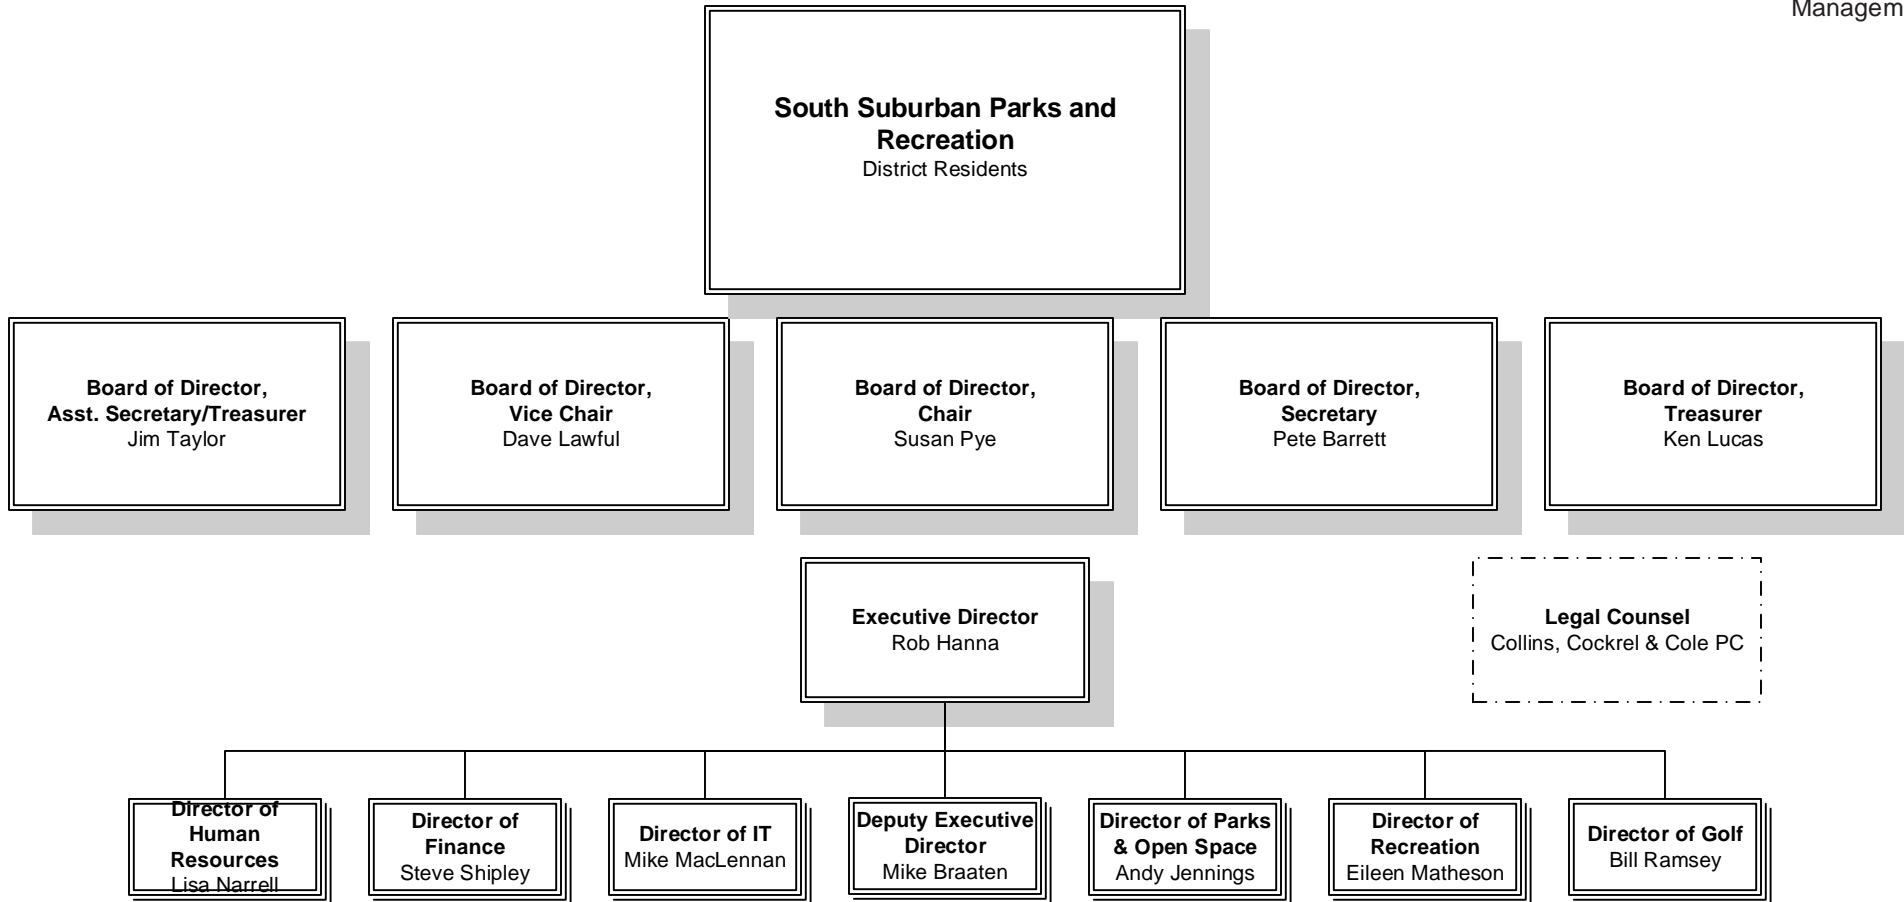 Managem
South Suburban Parks and
Recreation
District Residents
Board of Director,
Asst. Secretary/Treasurer
Jim Taylor
Board of Director,
Vice Chair
Dave Lawful
Board of Director,
Chair
Susan Pye
Board of Director,
Secretary
Pete Barrett
Board of Director,
Treasurer
Ken Lucas
Executive Director
Rob Hanna
Legal Counsel
Collins, Cockrel & Cole PC
Director of
Human
Resources
Lisa Narrell
Director of
Finance
Steve Shipley
Director of IT
Mike MacLennan
Deputy Executive
Director
Mike Braaten
Director of Parks
& Open Space
Andy Jennings
Director of
Recreation
Eileen Matheson
Director of Golf
Bill Ramsey